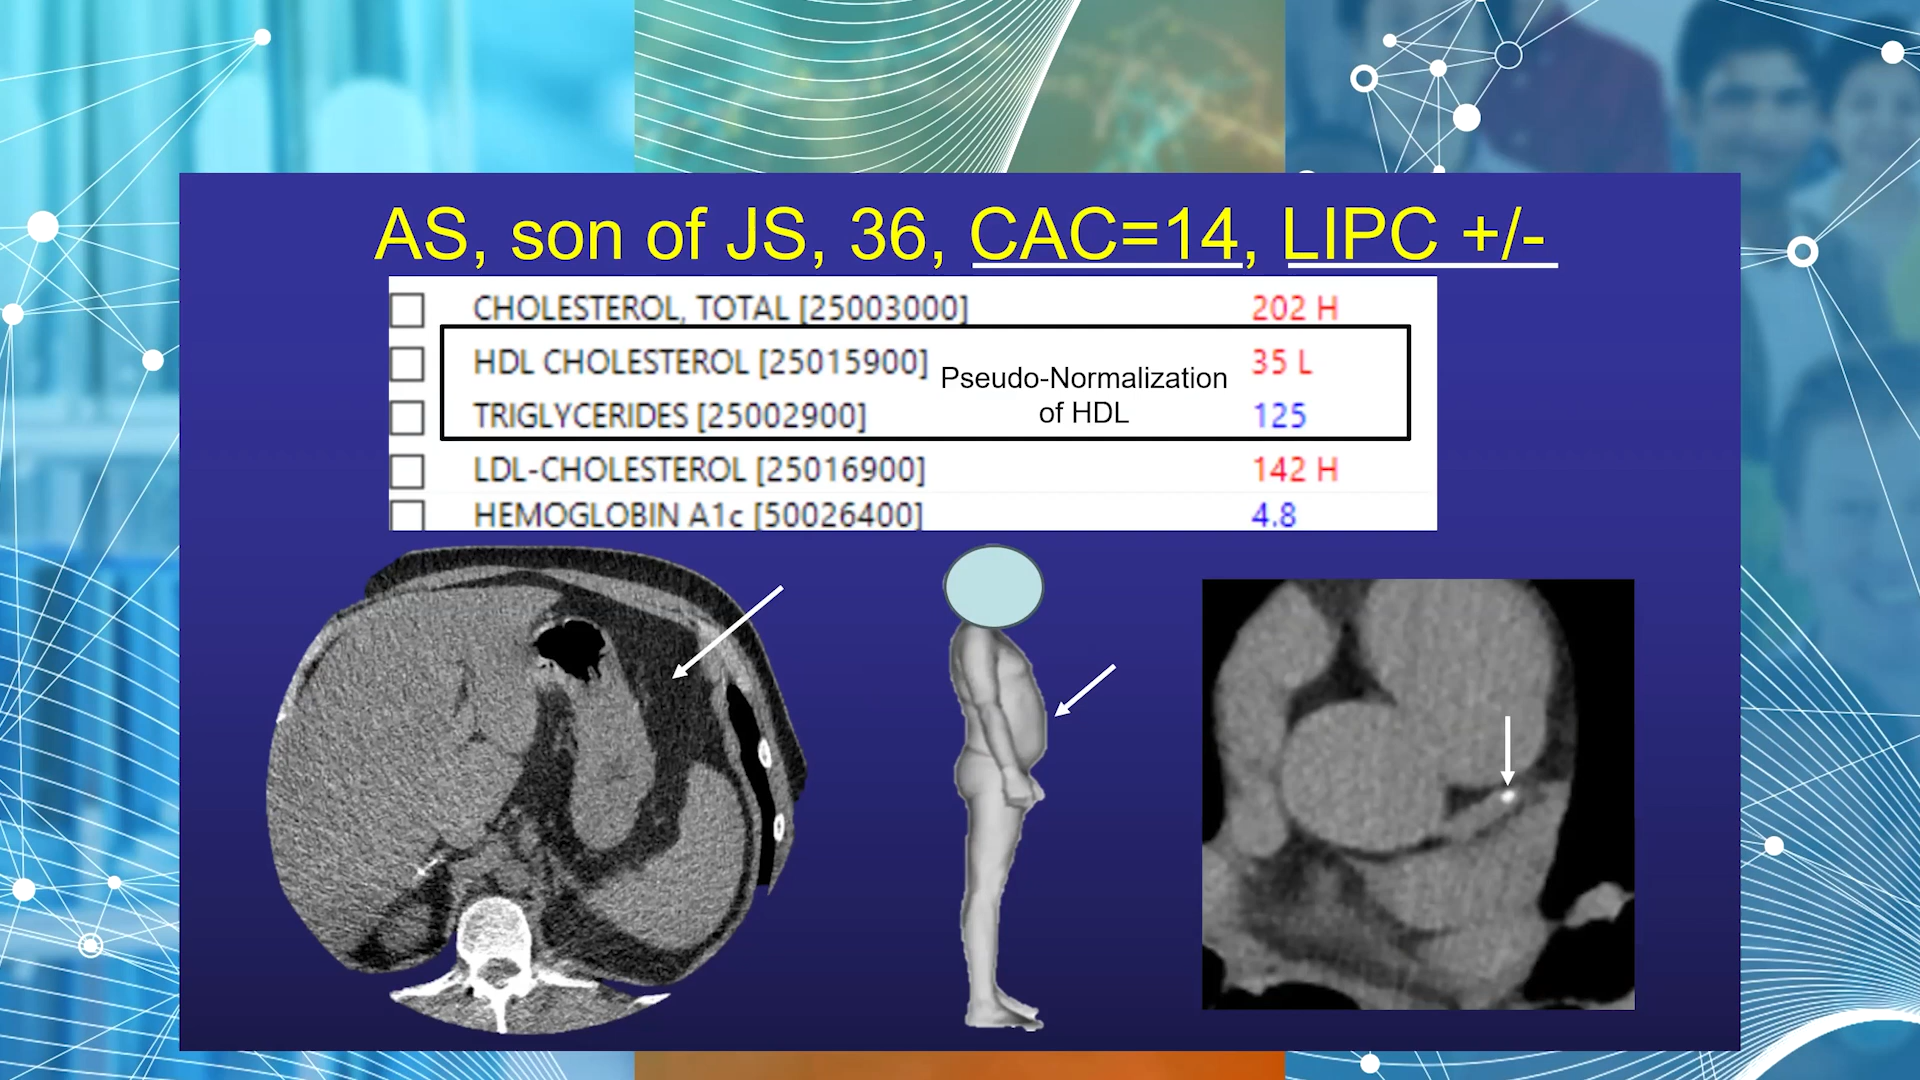 AS, son of JS, 36, CAC=14, LIPC +/-
CHOLESTEROL, TOTAL [25003000] 202 H
HDL CHOLESTEROL [25015900] 35 L
Pseudo-Normalization
of HDL
TRIGLYCERIDES [25002900] 125
LDL-CHOLESTEROL [25016900] 142 H
HEMOGLOBIN A1c [50026400] 4.8